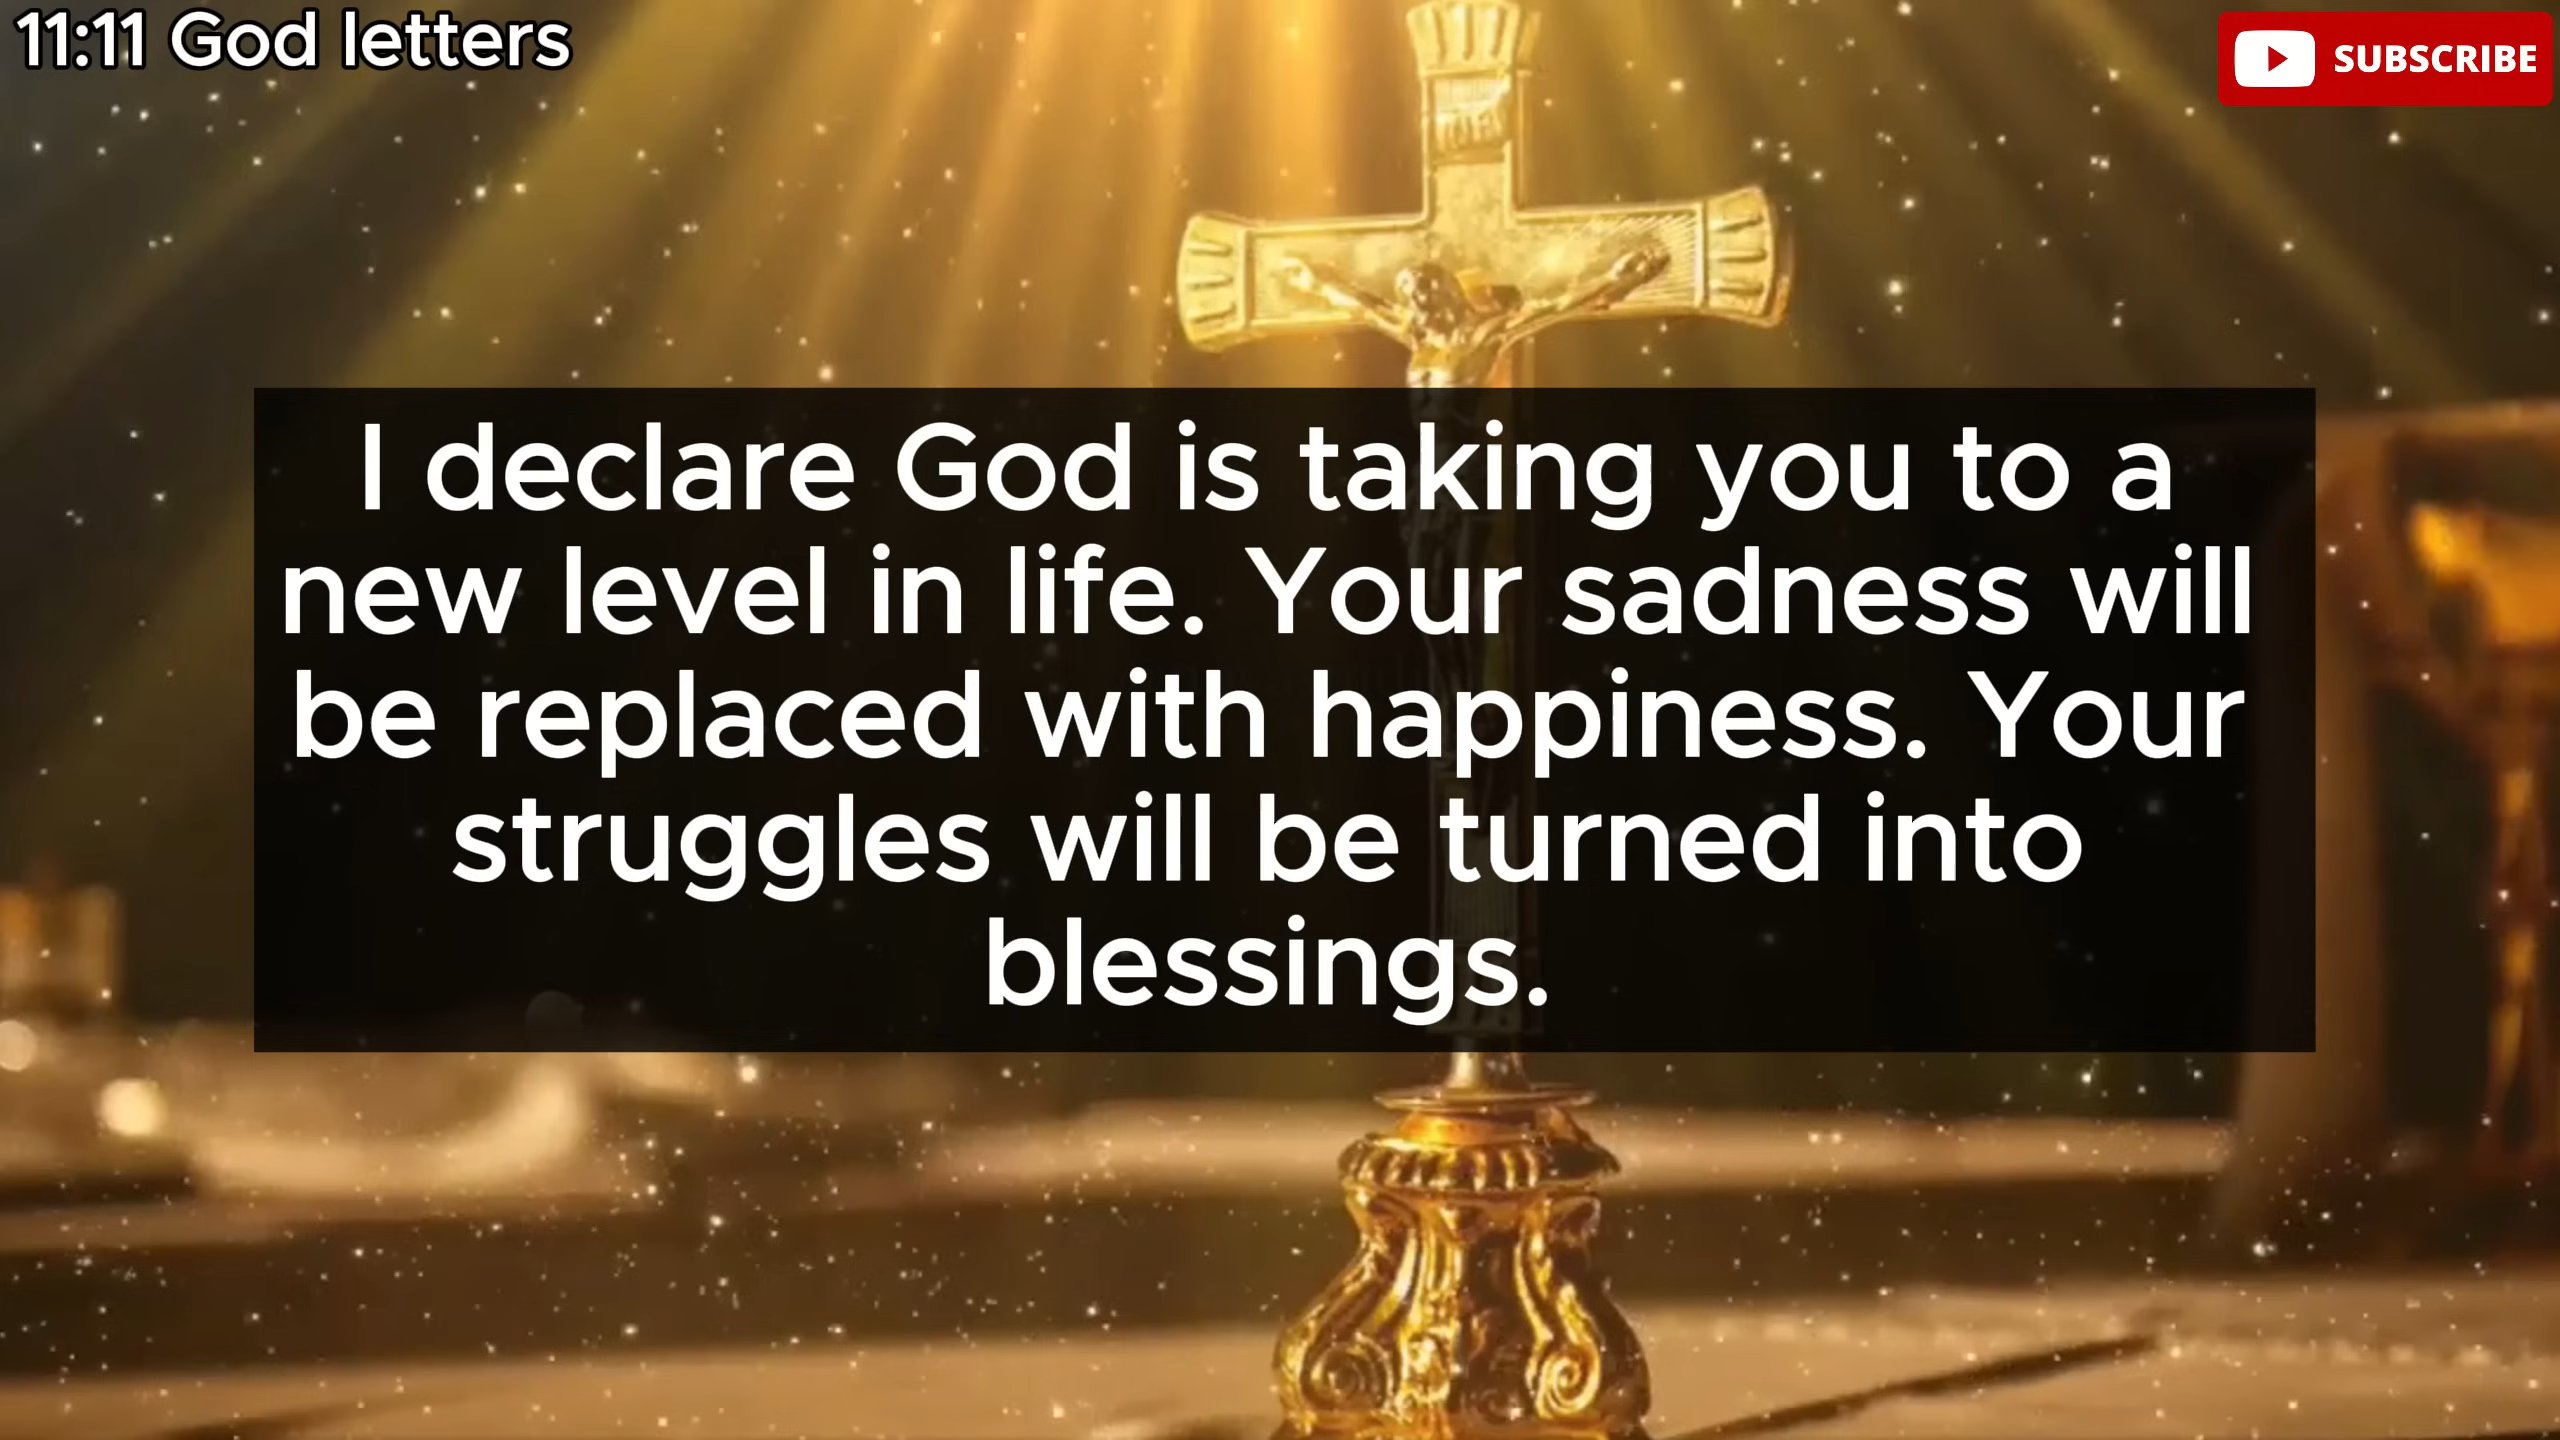 11:11 God letters
SUBSCRIBE
I declare God is taking you to a
new level in life. Your sadness will
be replaced with happiness. Your
struggles will be turned into
blessings.